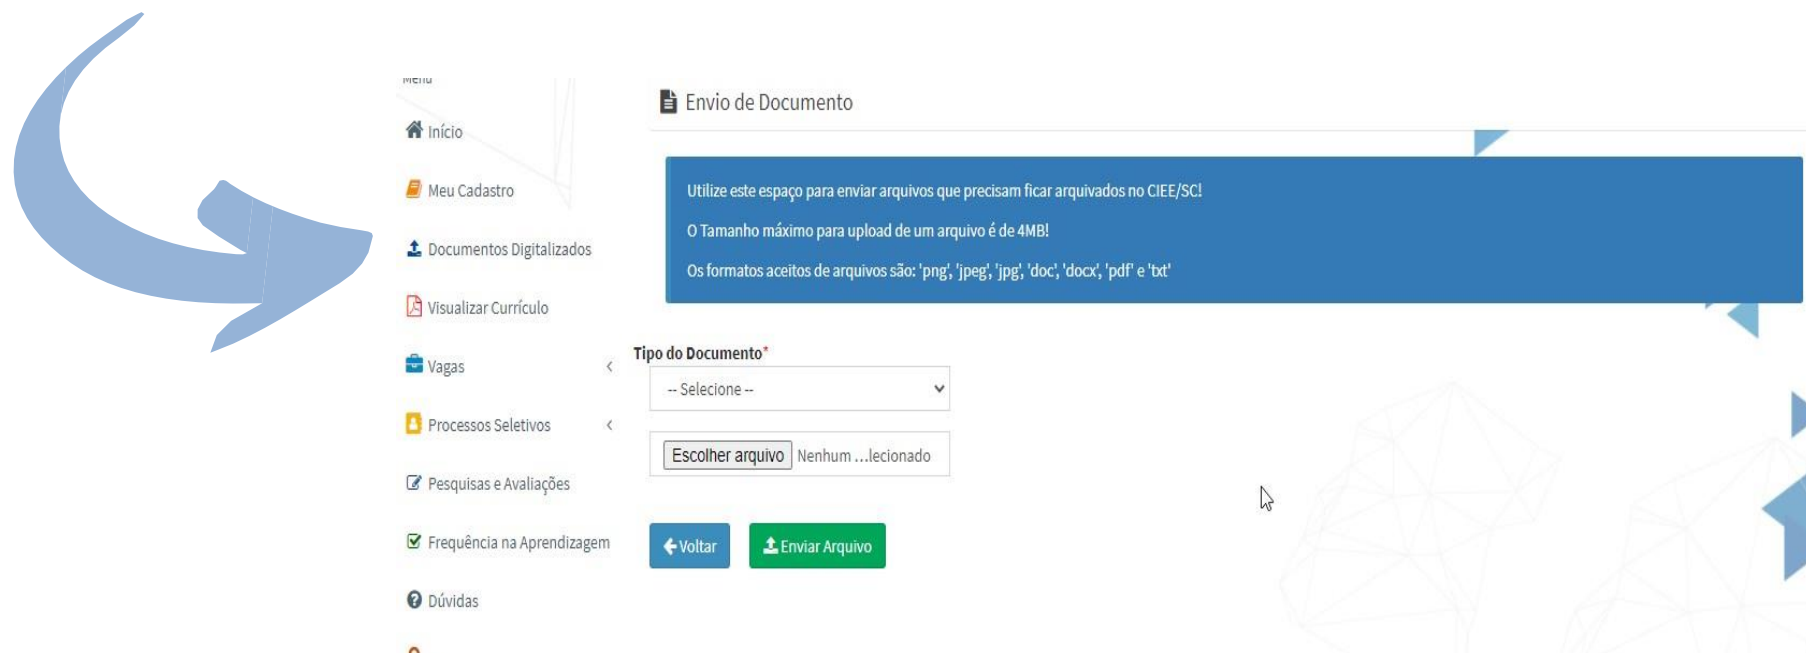 Menu
Início
Meu Cadastro
Documentos Digitalizados
Visualizar Currículo
Vagas
Processos Seletivos
Pesquisas e Avaliações
Frequência na Aprendizagem
Dúvidas
Envio de Documento
Utilize este espaço para enviar arquivos que precisam ficar arquivados no CIEE/SC!
O Tamanho máximo para upload de um arquivo é de 4MB!
Os formatos aceitos de arquivos são: 'png', 'jpeg', 'jpg', 'doc', 'docx', 'pdf' e 'txt'
Tipo do Documento*
-- Selecione --
Escolher arquivo Nenhum ...lecionado
Voltar
Enviar Arquivo